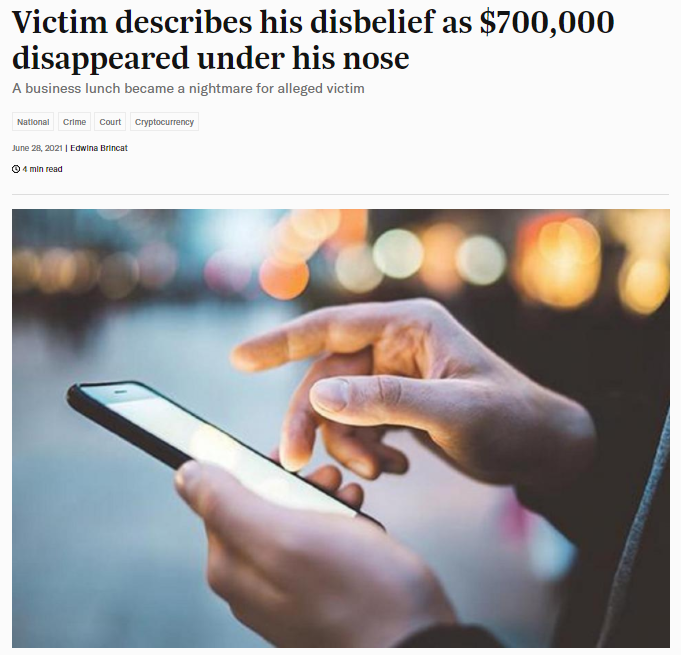 Victim describes his disbelief as $700,000
disappeared under his nose
A business lunch became a nightmare for alleged victim
National Crime Court Cryptocurrency
June 28, 2021 | Edwina Brincat
4 min read